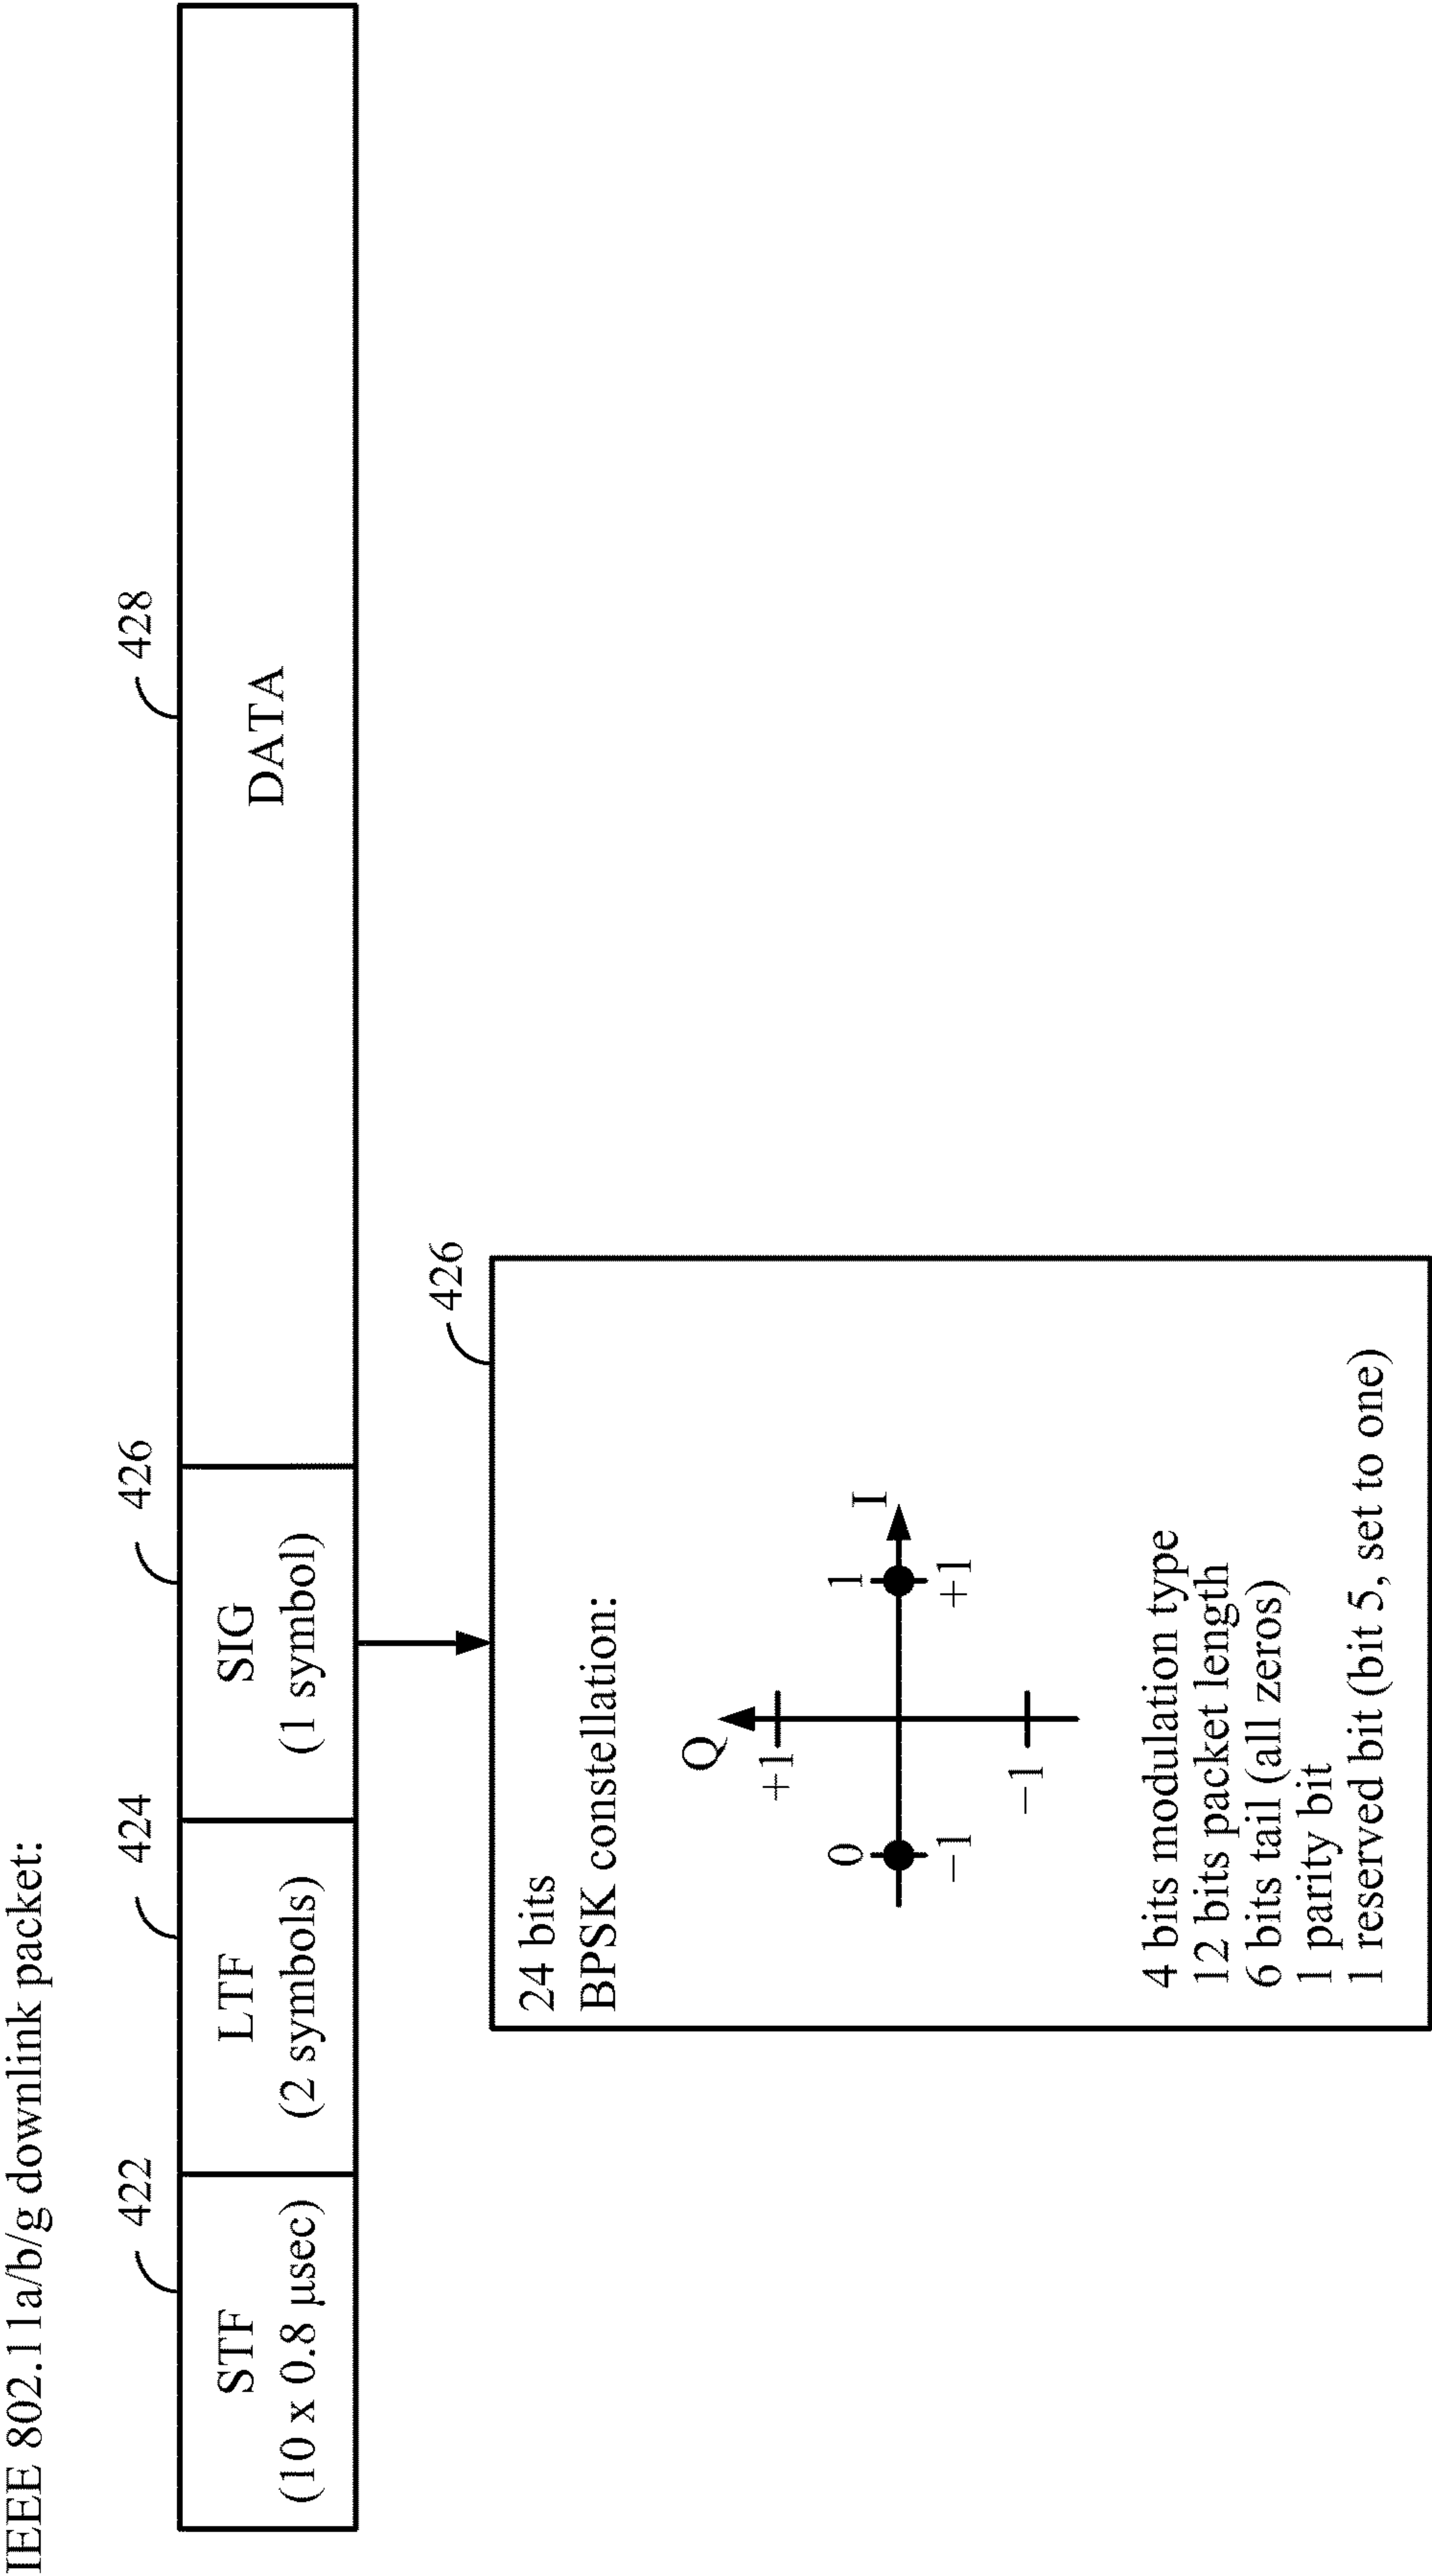 IEEE 802.11a/b/g downlink packet:
422
424
426
428
STF
(10 x 0.8 μsec)
LTF
(2 symbols)
SIG
(1 symbol)
DATA
426
24 bits
BPSK constellation:
Q
+1
0
1
I
−1
+1
−1
4 bits modulation type
12 bits packet length
6 bits tail (all zeros)
1 parity bit
1 reserved bit (bit 5, set to one)